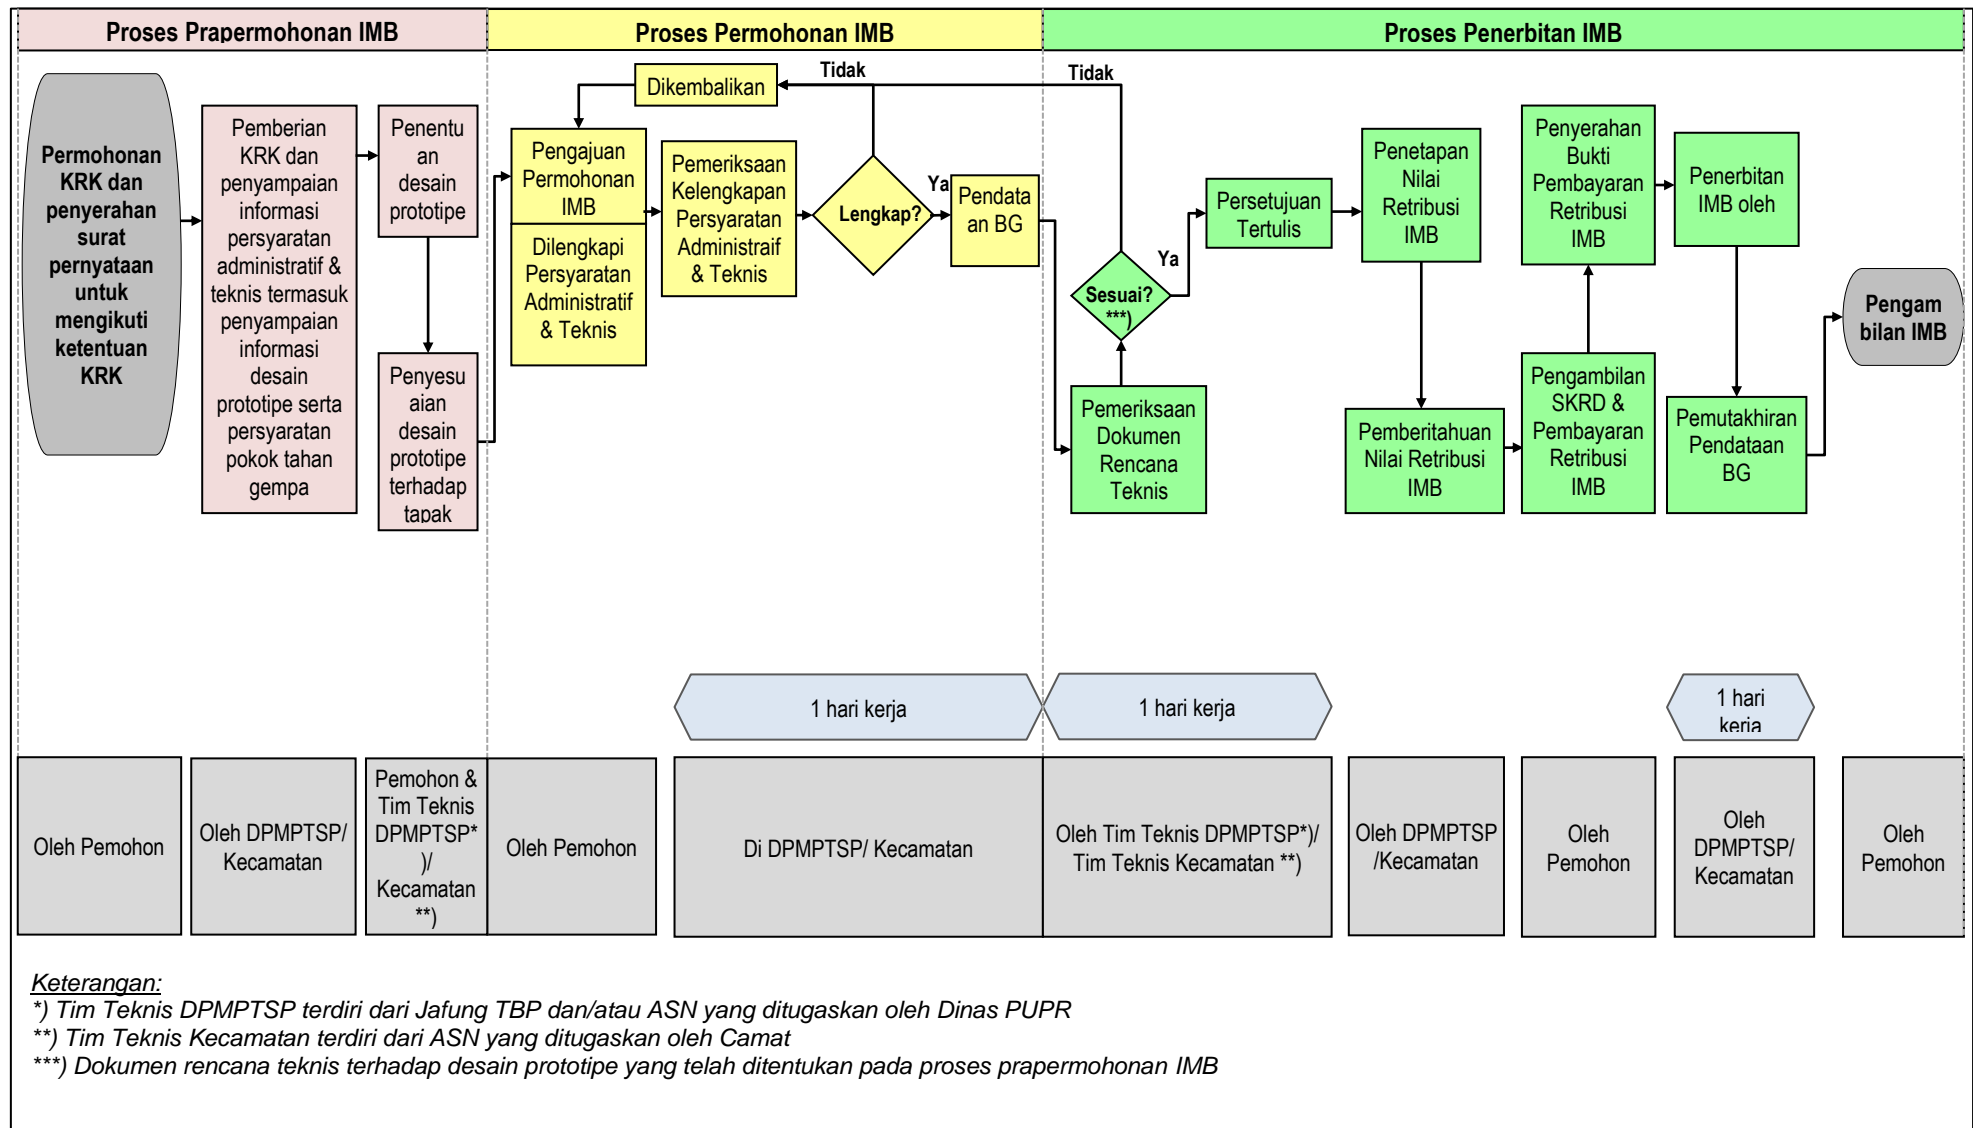 Proses Prapermohonan IMB
Proses Permohonan IMB
Proses Penerbitan IMB
Permohonan
KRK dan
penyerahan
surat
pernyataan
untuk
mengikuti
ketentuan
KRK
Pemberian
KRK dan
penyampaian
informasi
persyaratan
administratif &
teknis termasuk
penyampaian
informasi
desain
prototipe serta
persyaratan
pokok tahan
gempa
Penentu
an
desain
prototipe
Penyesu
aian
desain
prototipe
terhadap
tapak
Dikembalikan
Tidak
Pengajuan
Permohonan
IMB
Dilengkapi
Persyaratan
Administratif
& Teknis
Pemeriksaan
Kelengkapan
Persyaratan
Administraif
& Teknis
Lengkap?
Ya
Pendata
an BG
Tidak
Sesuai?
***)
Ya
Pemeriksaan
Dokumen
Rencana
Teknis
Persetujuan
Tertulis
Penetapan
Nilai
Retribusi
IMB
Pemberitahuan
Nilai Retribusi
IMB
Pengambilan
SKRD &
Pembayaran
Retribusi
IMB
Penyerahan
Bukti
Pembayaran
Retribusi
IMB
Penerbitan
IMB oleh
Pemutakhiran
Pendataan
BG
Pengam
bilan IMB
1 hari kerja
1 hari kerja
1 hari
kerja
Oleh Pemohon
Oleh DPMPTSP/
Kecamatan
Pemohon &
Tim Teknis
DPMPTSP*
)/
Kecamatan
**)
Oleh Pemohon
Di DPMPTSP/ Kecamatan
Oleh Tim Teknis DPMPTSP*)/
Tim Teknis Kecamatan **)
Oleh DPMPTSP
/Kecamatan
Oleh
Pemohon
Oleh
DPMPTSP/
Kecamatan
Oleh
Pemohon
Keterangan:
*) Tim Teknis DPMPTSP terdiri dari Jafung TBP dan/atau ASN yang ditugaskan oleh Dinas PUPR
**) Tim Teknis Kecamatan terdiri dari ASN yang ditugaskan oleh Camat
***) Dokumen rencana teknis terhadap desain prototipe yang telah ditentukan pada proses prapermohonan IMB